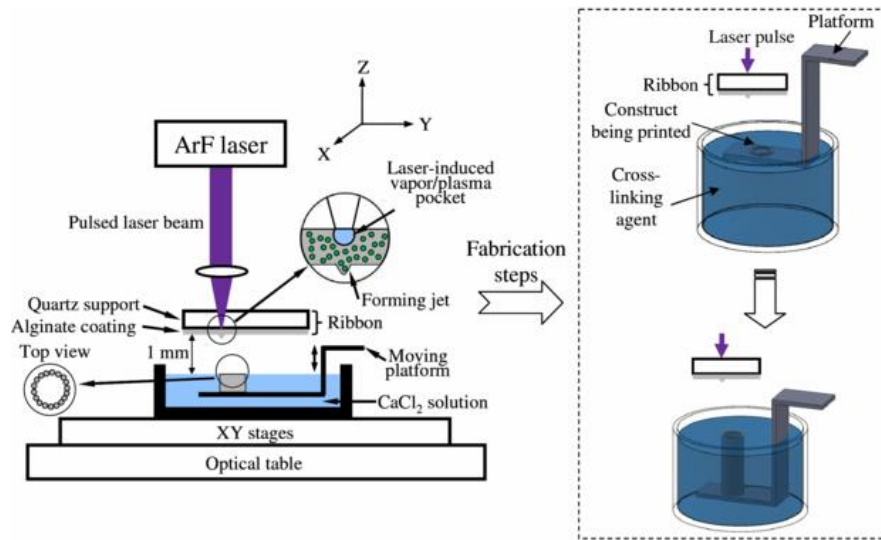 ArF laser
Z
Y
X
Pulsed laser beam
Laser-induced
vapor/plasma
pocket
Forming jet
Quartz support
Alginate coating
Ribbon
1 mm
Top view
Moving
platform
CaCl₂ solution
XY stages
Optical table
Fabrication
steps
Laser pulse
Platform
Ribbon
Construct
being printed
Cross-
linking
agent